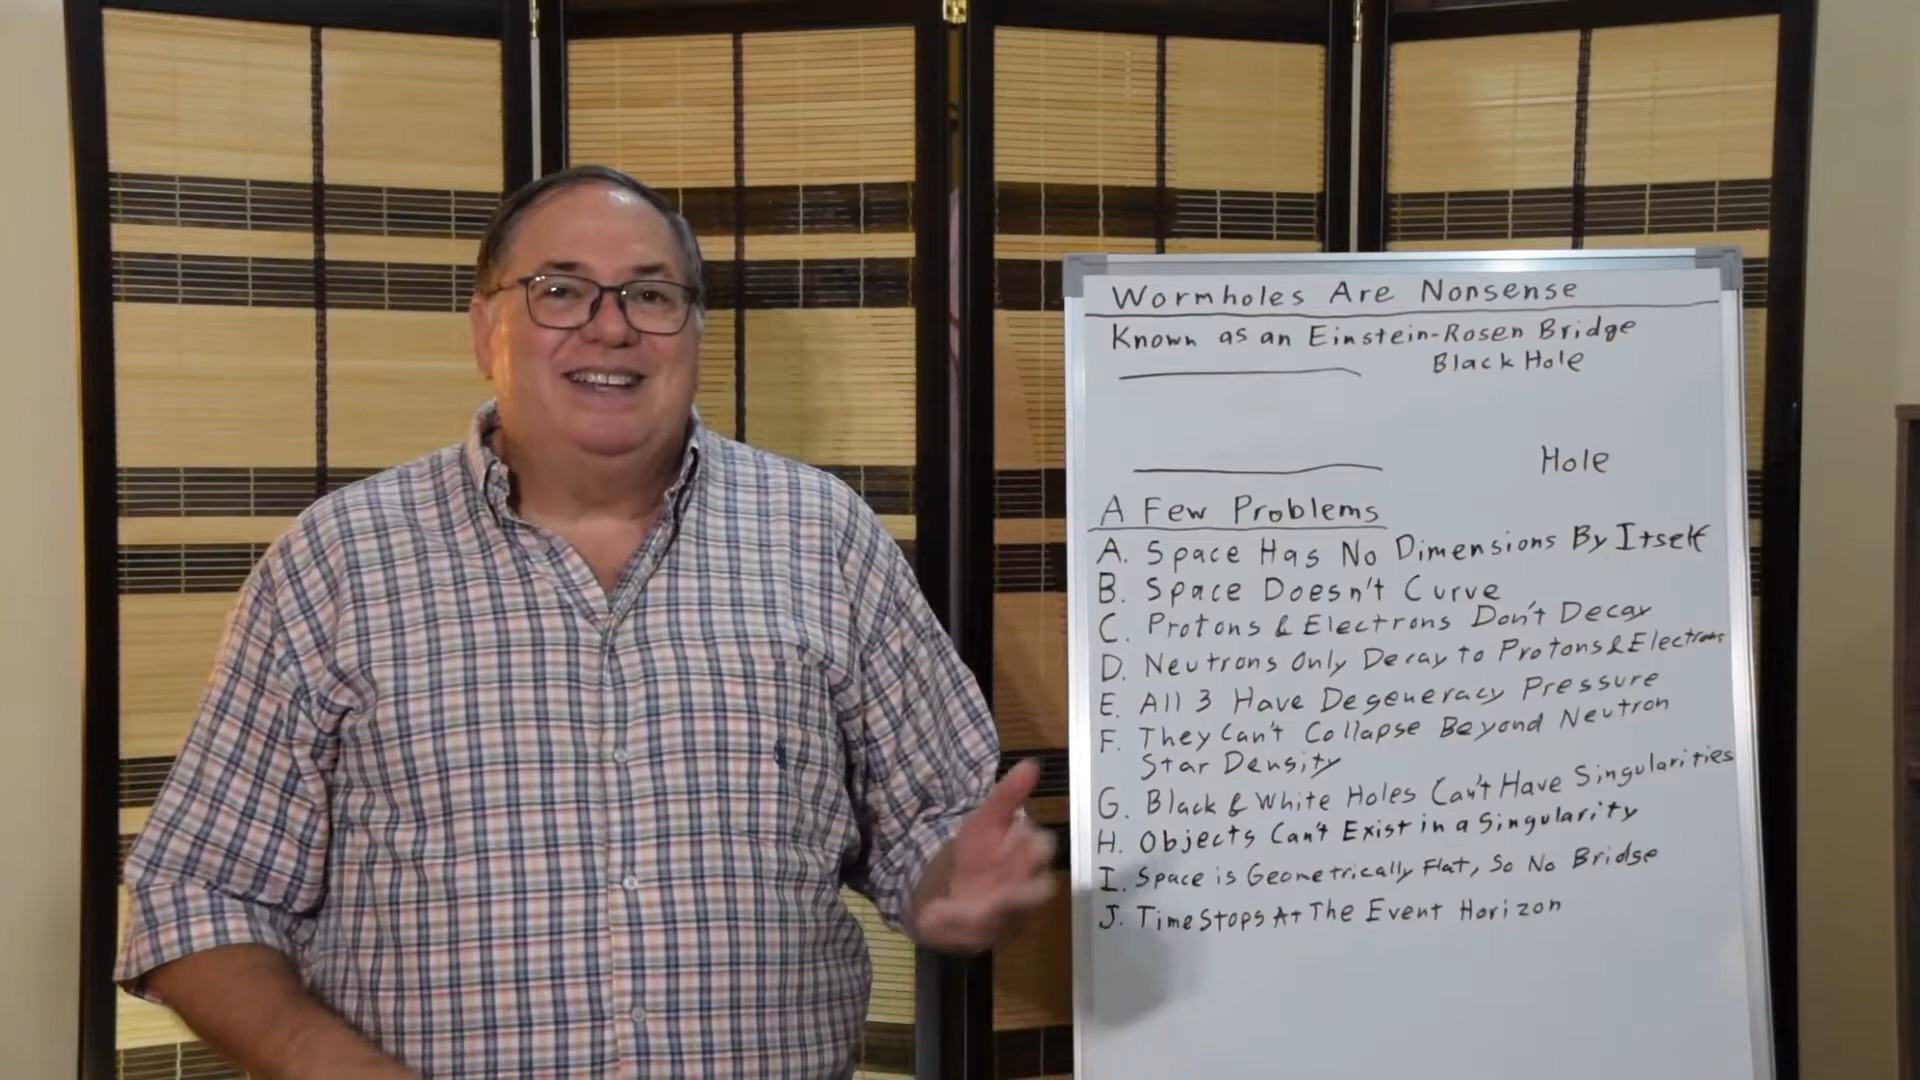 Wormholes Are Nonsense
Known as an Einstein-Rosen Bridge
Black Hole
Hole
A Few Problems
A. Space Has No Dimensions By Itself
B. Space Doesn't Curve
C. Protons & Electrons Don't Decay
D. Neutrons Only Decay to Protons & Electrons
E. All 3 Have Degeneracy Pressure
F. They Can't Collapse Beyond Neutron
Star Density
G. Black & White Holes Can't Have Singularities
H. Objects Can't Exist in a Singularity
I. Space is Geometrically Flat, So No Bridge
J. Time Stops At The Event Horizon